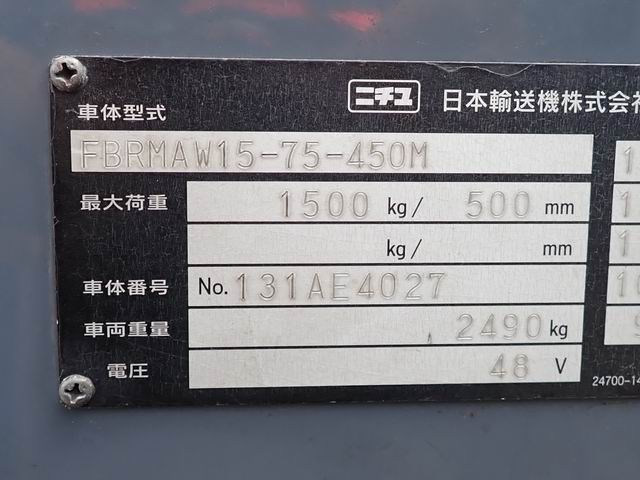 ニチユ 日本輸送機株式会
車体型式
FBRMAW15-75-450M
最大荷重 1500 kg/ 500 mm
kg/ mm
車体番号 No. 131AE4027
車両重量 2490 kg
電圧 48 V
24700-14